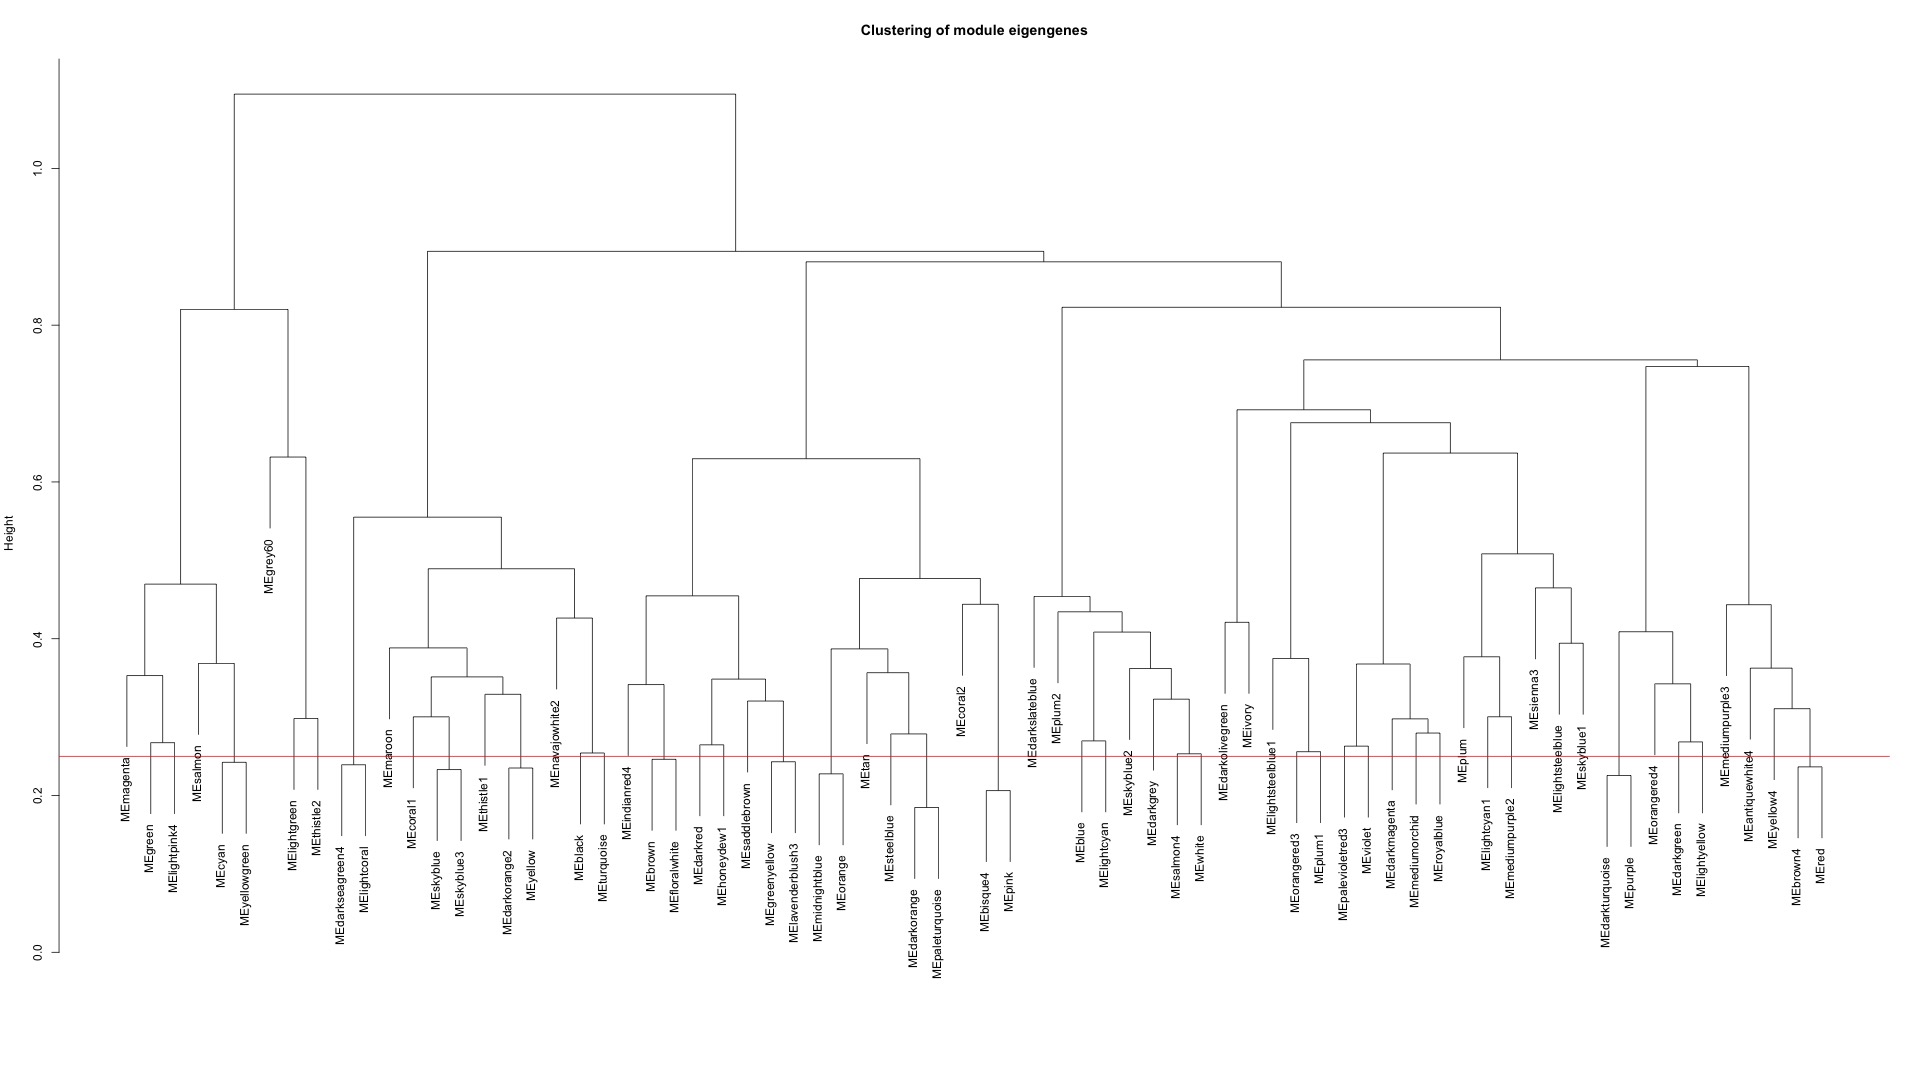 Clustering of module eigengenes
Height
1.0
0.8
0.6
0.4
0.2
0.0
MEmagenta
MEgreen
MElightpink4
MEsalmon
MEcyan
MEyellowgreen
MEgrey60
MElightgreen
MEthistle2
MEdarkseagreen4
MElightcoral
MEmaroon
MEcoral1
MEskyblue
MEskyblue3
MEthistle1
MEdarkorange2
MEyellow
MEnavajowhite2
MEblack
MEturquoise
MEindianred4
MEbrown
MEfloralwhite
MEdarkred
MEhoneydew1
MEsaddlebrown
MEgreenyellow
MElavenderblush3
MEmidnightblue
MEorange
MEtan
MEsteelblue
MEdarkorange
MEpaleturquoise
MEcoral2
MEbisque4
MEpink
MEdarkslateblue
MEplum2
MEblue
MElightcyan
MEskyblue2
MEdarkgrey
MEsalmon4
MEwhite
MEdarkolivegreen
MEivory
MElightsteelblue1
MEorangered3
MEplum1
MEpalevioletred3
MEviolet
MEdarkmagenta
MEmediumorchid
MEroyalblue
MEplum
MElightcyan1
MEmediumpurple2
MEsienna3
MElightsteelblue
MEskyblue1
MEdarkturquoise
MEpurple
MEorangered4
MEdarkgreen
MElightyellow
MEmediumpurple3
MEantiquewhite4
MEyellow4
MEbrown4
MEred